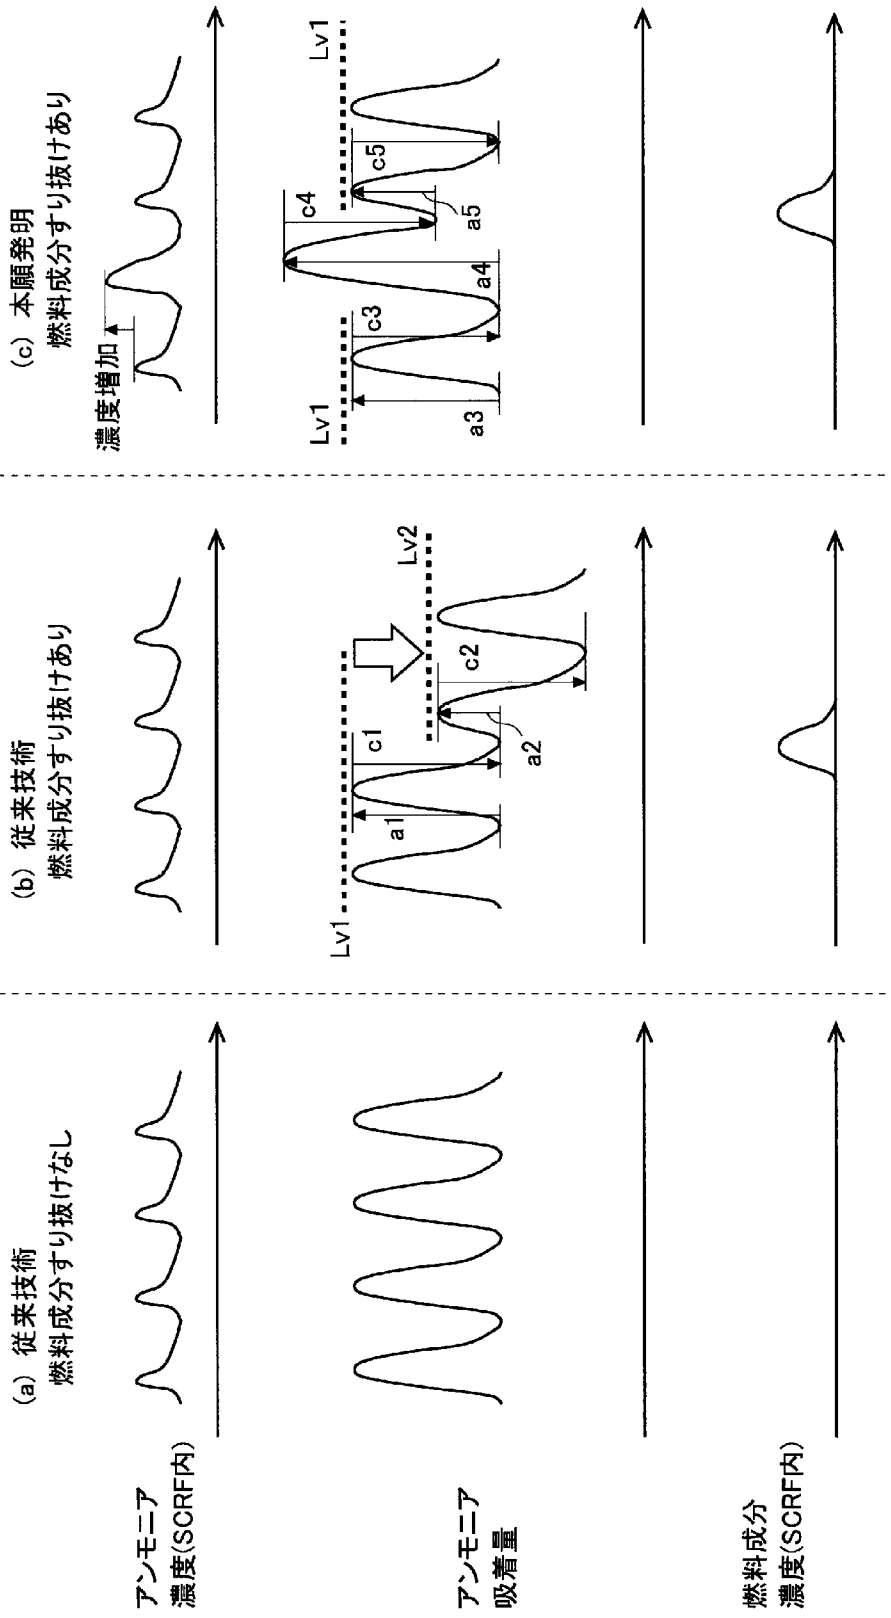 (a) 従来技術
燃料成分すり抜けなし
(b) 従来技術
燃料成分すり抜けあり
(c) 本願発明
燃料成分すり抜けあり
アンモニア
濃度(SCRF内)
濃度増加
アンモニア
吸着量
Lv1
a1
c1
a2
c2
Lv2
Lv1
a3
c3
a4
c4
a5
c5
Lv1
燃料成分
濃度(SCRF内)